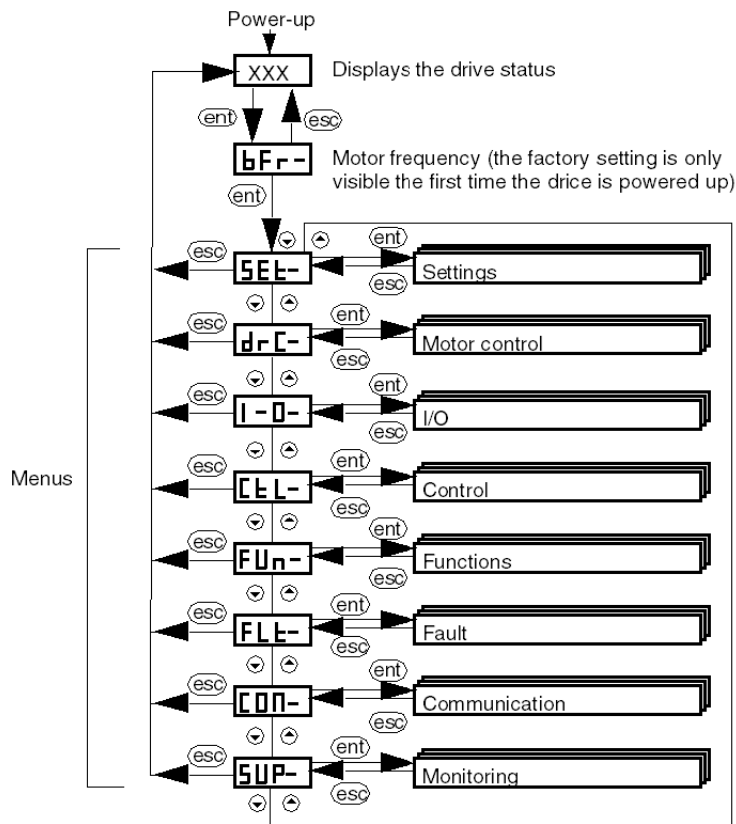 Power-up
XXX
Displays the drive status
ent
esc
bFr-
Motor frequency (the factory setting is only
visible the first time the drice is powered up)
ent
Menus
esc
SEt-
ent
esc
Settings
esc
drC-
ent
esc
Motor control
esc
I-O-
ent
esc
I/O
esc
CtL-
ent
esc
Control
esc
FUn-
ent
esc
Functions
esc
FLt-
ent
esc
Fault
esc
COM-
ent
esc
Communication
esc
SUP-
ent
esc
Monitoring